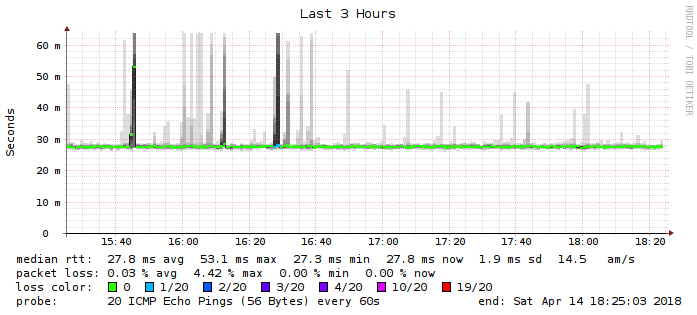 Last 3 Hours
RRDTOOL / TOBI OETIKER
Seconds
60 m
50 m
40 m
30 m
20 m
10 m
0
15:40 16:00 16:20 16:40 17:00 17:20 17:40 18:00 18:20
median rtt: 27.8 ms avg 53.1 ms max 27.3 ms min 27.8 ms now 1.9 ms sd 14.5 am/s
packet loss: 0.03 % avg 4.42 % max 0.00 % min 0.00 % now
loss color: 0 1/20 2/20 3/20 4/20 10/20 19/20
probe: 20 ICMP Echo Pings (56 Bytes) every 60s end: Sat Apr 14 18:25:03 2018